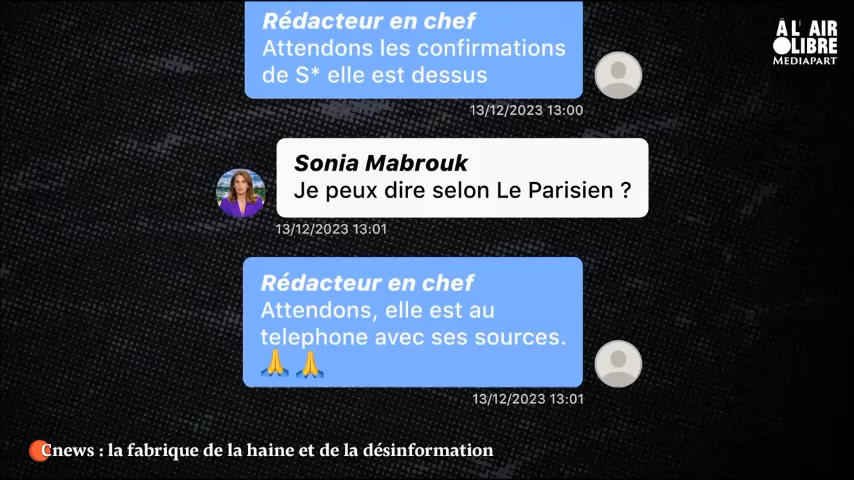 Rédacteur en chef
Attendons les confirmations
de S* elle est dessus
13/12/2023 13:00
À L' AIR
LIBRE
MEDIAPART
Sonia Mabrouk
Je peux dire selon Le Parisien ?
13/12/2023 13:01
Rédacteur en chef
Attendons, elle est au
telephone avec ses sources.
🙏 🙏
13/12/2023 13:01
Cnews : la fabrique de la haine et de la désinformation